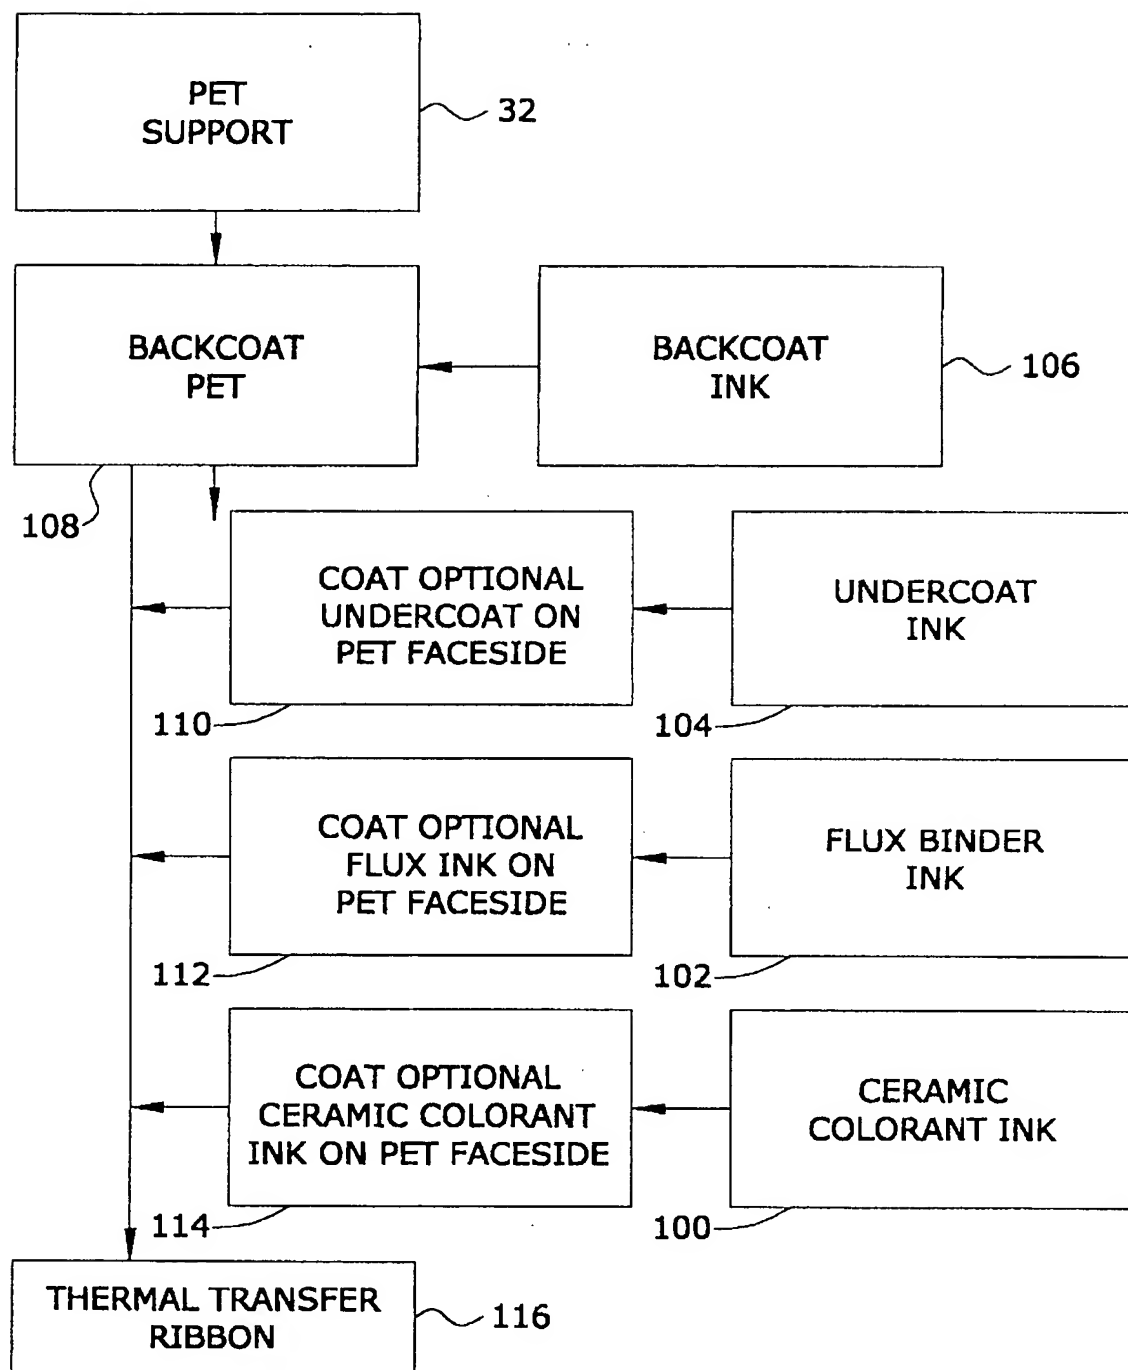 PET
SUPPORT
32
BACKCOAT
PET
BACKCOAT
INK
106
108
COAT OPTIONAL
UNDERCOAT ON
PET FACESIDE
UNDERCOAT
INK
110
104
COAT OPTIONAL
FLUX INK ON
PET FACESIDE
FLUX BINDER
INK
112
102
COAT OPTIONAL
CERAMIC COLORANT
INK ON PET FACESIDE
CERAMIC
COLORANT INK
114
100
THERMAL TRANSFER
RIBBON
116